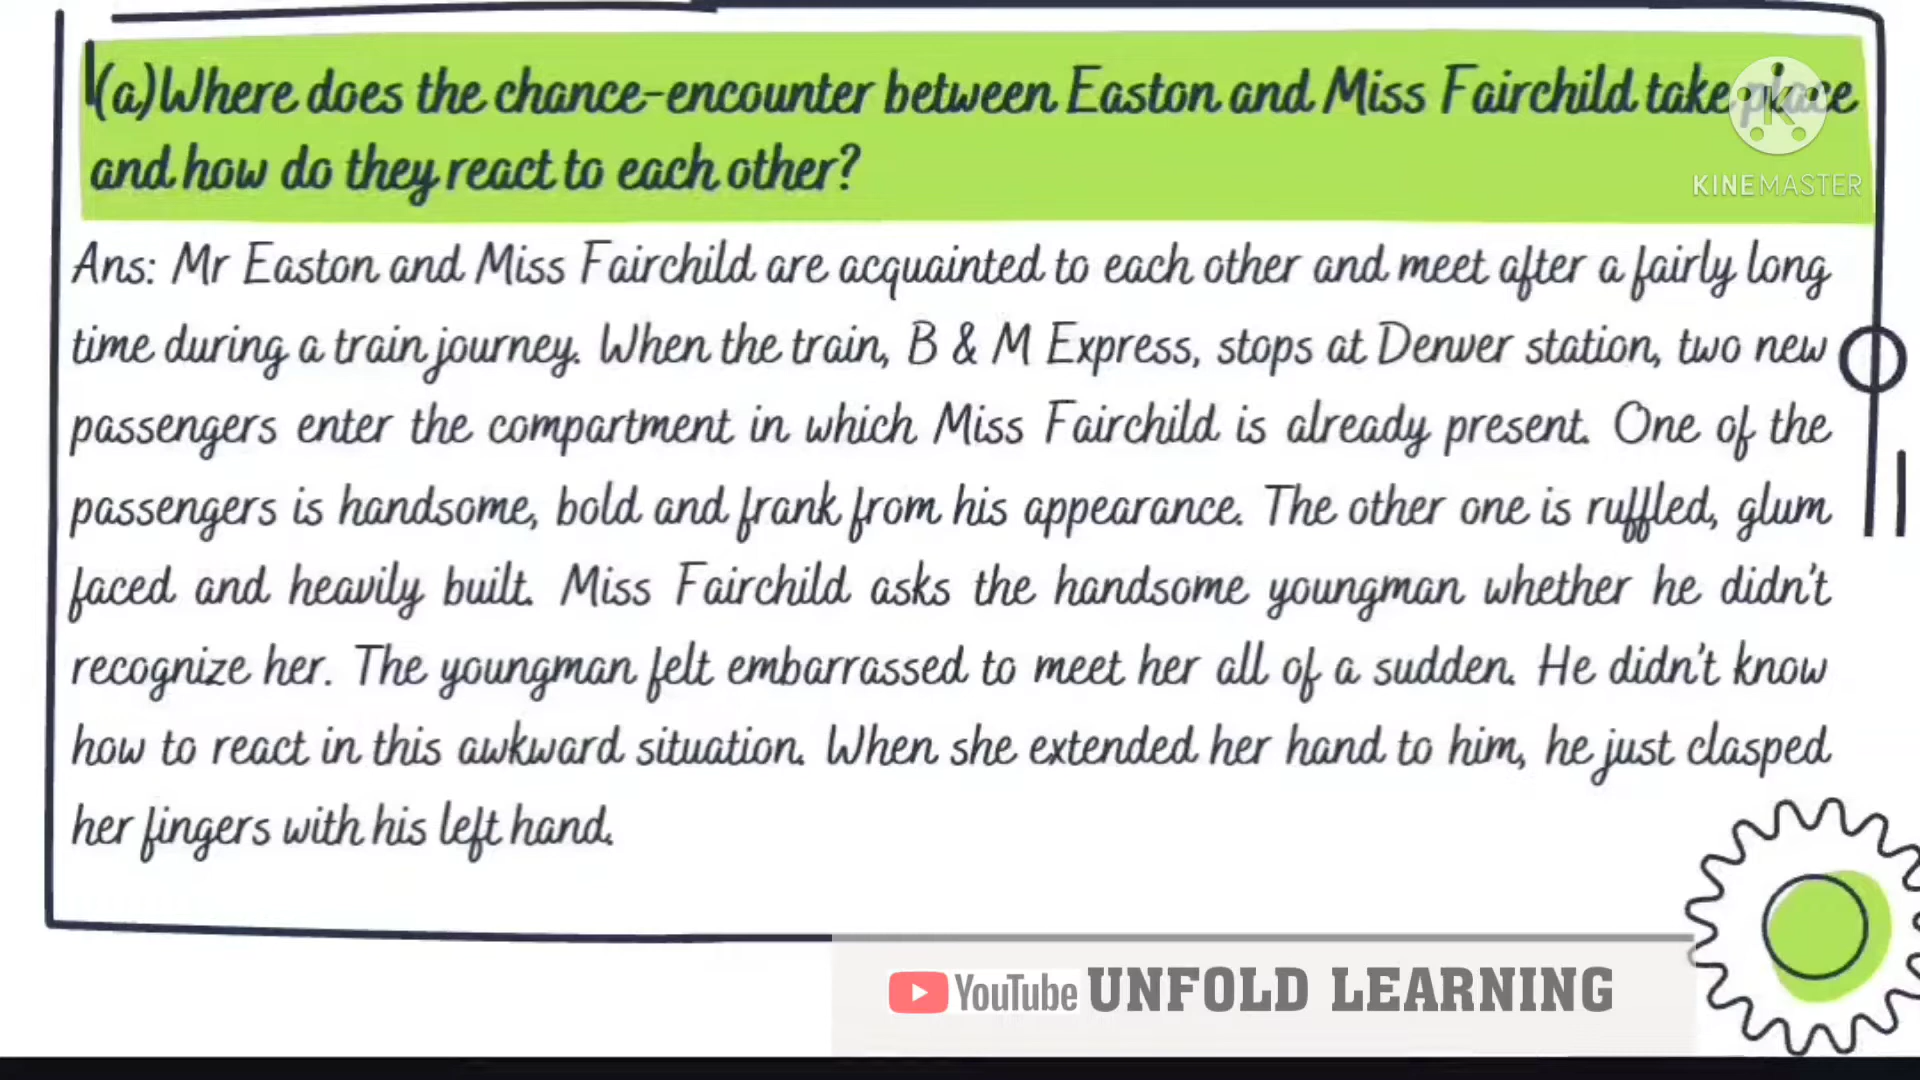 (a)Where does the chance-encounter between Easton and Miss Fairchild take place
and how do they react to each other?
KINEMASTER
Ans: Mr Easton and Miss Fairchild are acquainted to each other and meet after a fairly long
time during a train journey. When the train, B & M Express, stops at Denver station, two new
passengers enter the compartment in which Miss Fairchild is already present. One of the
passengers is handsome, bold and frank from his appearance. The other one is ruffled, glum
faced and heavily built. Miss Fairchild asks the handsome youngman whether he didn't
recognize her. The youngman felt embarrassed to meet her all of a sudden. He didn't know
how to react in this awkward situation. When she extended her hand to him, he just clasped
her fingers with his left hand.
YouTube UNFOLD LEARNING